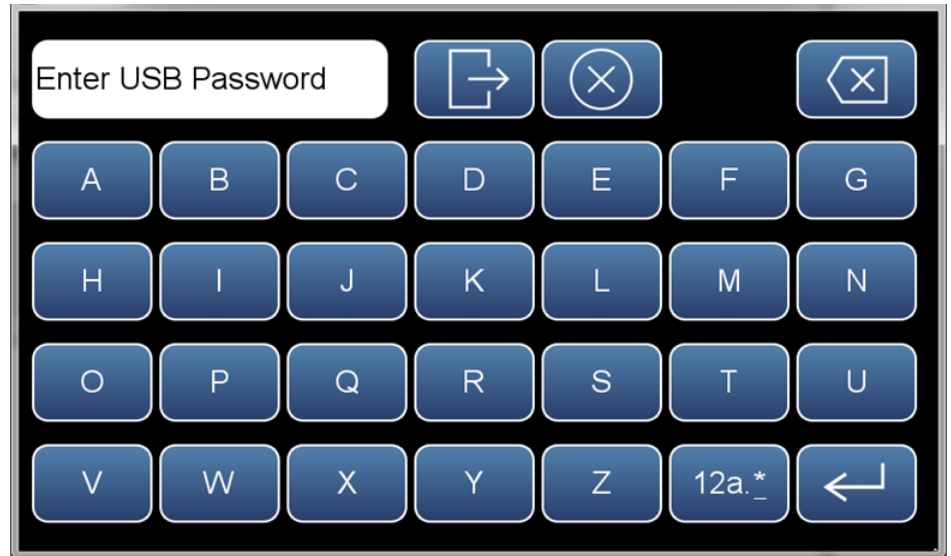 Enter USB Password
A B C D E F G
H I J K L M N
O P Q R S T U
V W X Y Z 12a.*_